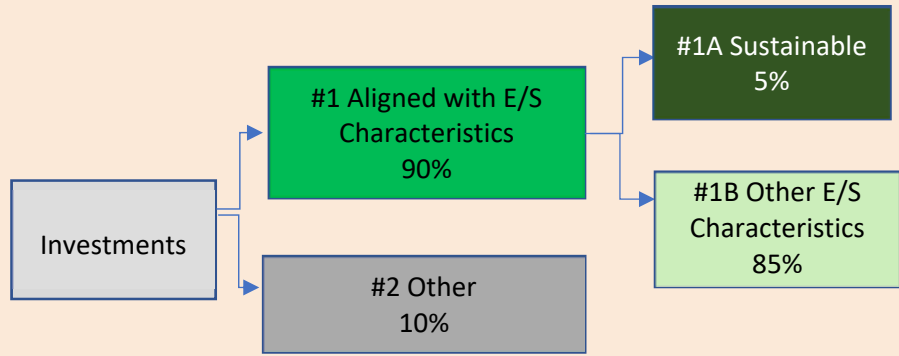 Investments
#1 Aligned with E/S
Characteristics
90%
#2 Other
10%
#1A Sustainable
5%
#1B Other E/S
Characteristics
85%